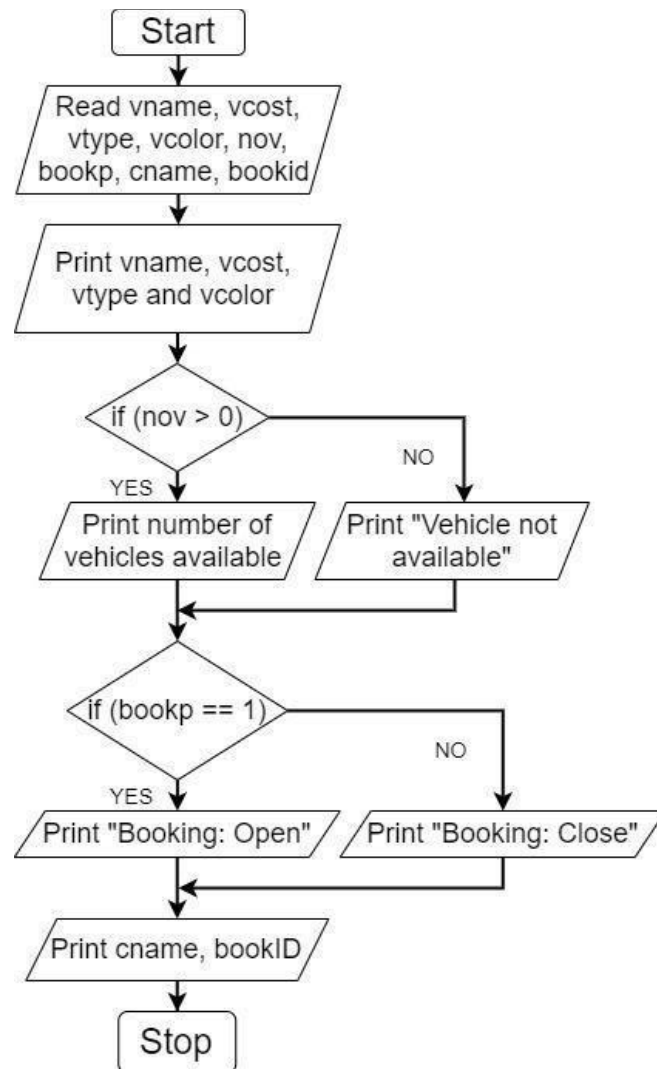 Start
Read vname, vcost,
vtype, vcolor, nov,
bookp, cname, bookid
Print vname, vcost,
vtype and vcolor
if (nov > 0)
NO
YES
Print number of
vehicles available
Print "Vehicle not
available"
if (bookp == 1)
NO
YES
Print "Booking: Open"
Print "Booking: Close"
Print cname, bookID
Stop